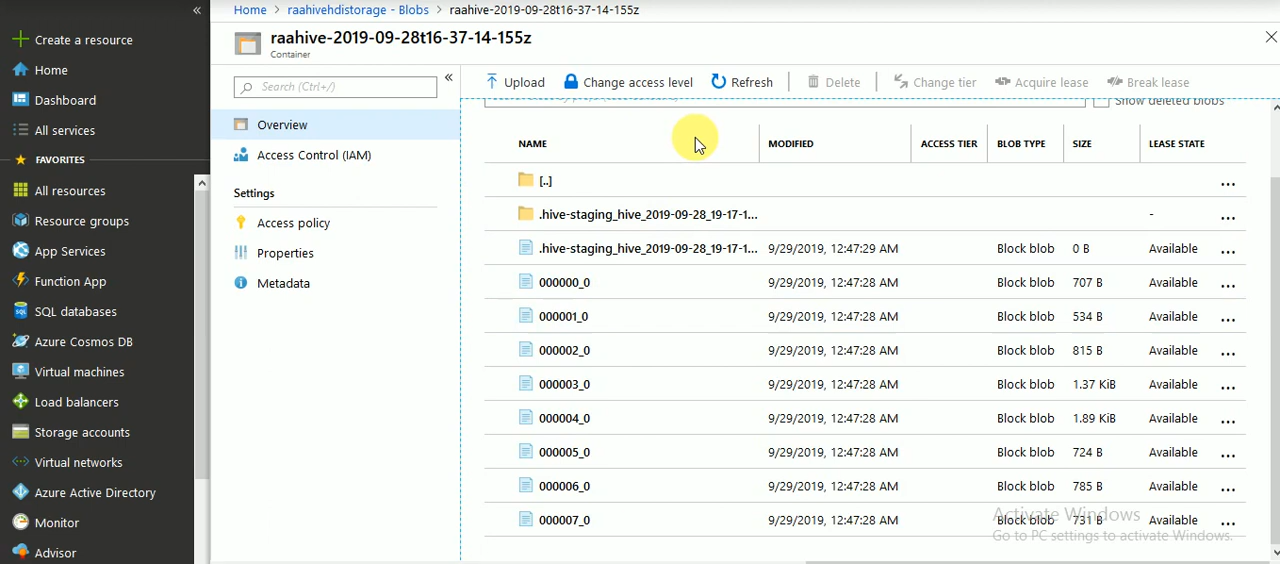 Home > raahivehdistorage - Blobs > raahive-2019-09-28t16-37-14-155z
raahive-2019-09-28t16-37-14-155z
Container
Create a resource
Home
Dashboard
All services
FAVORITES
All resources
Resource groups
App Services
Function App
SQL databases
Azure Cosmos DB
Virtual machines
Load balancers
Storage accounts
Virtual networks
Azure Active Directory
Monitor
Advisor
Search (Ctrl+/)
Overview
Access Control (IAM)
Settings
Access policy
Properties
Metadata
Upload Change access level Refresh Delete Change tier Acquire lease Break lease
Show deleted blobs
NAME MODIFIED ACCESS TIER BLOB TYPE SIZE LEASE STATE
[..] ...
.hive-staging_hive_2019-09-28_19-17-1... - ...
.hive-staging_hive_2019-09-28_19-17-1... 9/29/2019, 12:47:29 AM Block blob 0 B Available ...
000000_0 9/29/2019, 12:47:28 AM Block blob 707 B Available ...
000001_0 9/29/2019, 12:47:28 AM Block blob 534 B Available ...
000002_0 9/29/2019, 12:47:28 AM Block blob 815 B Available ...
000003_0 9/29/2019, 12:47:28 AM Block blob 1.37 KiB Available ...
000004_0 9/29/2019, 12:47:28 AM Block blob 1.89 KiB Available ...
000005_0 9/29/2019, 12:47:28 AM Block blob 724 B Available ...
000006_0 9/29/2019, 12:47:28 AM Block blob 785 B Available ...
000007_0 9/29/2019, 12:47:28 AM Block blob 731 B Available ...
Activate Windows
Go to PC settings to activate Windows.